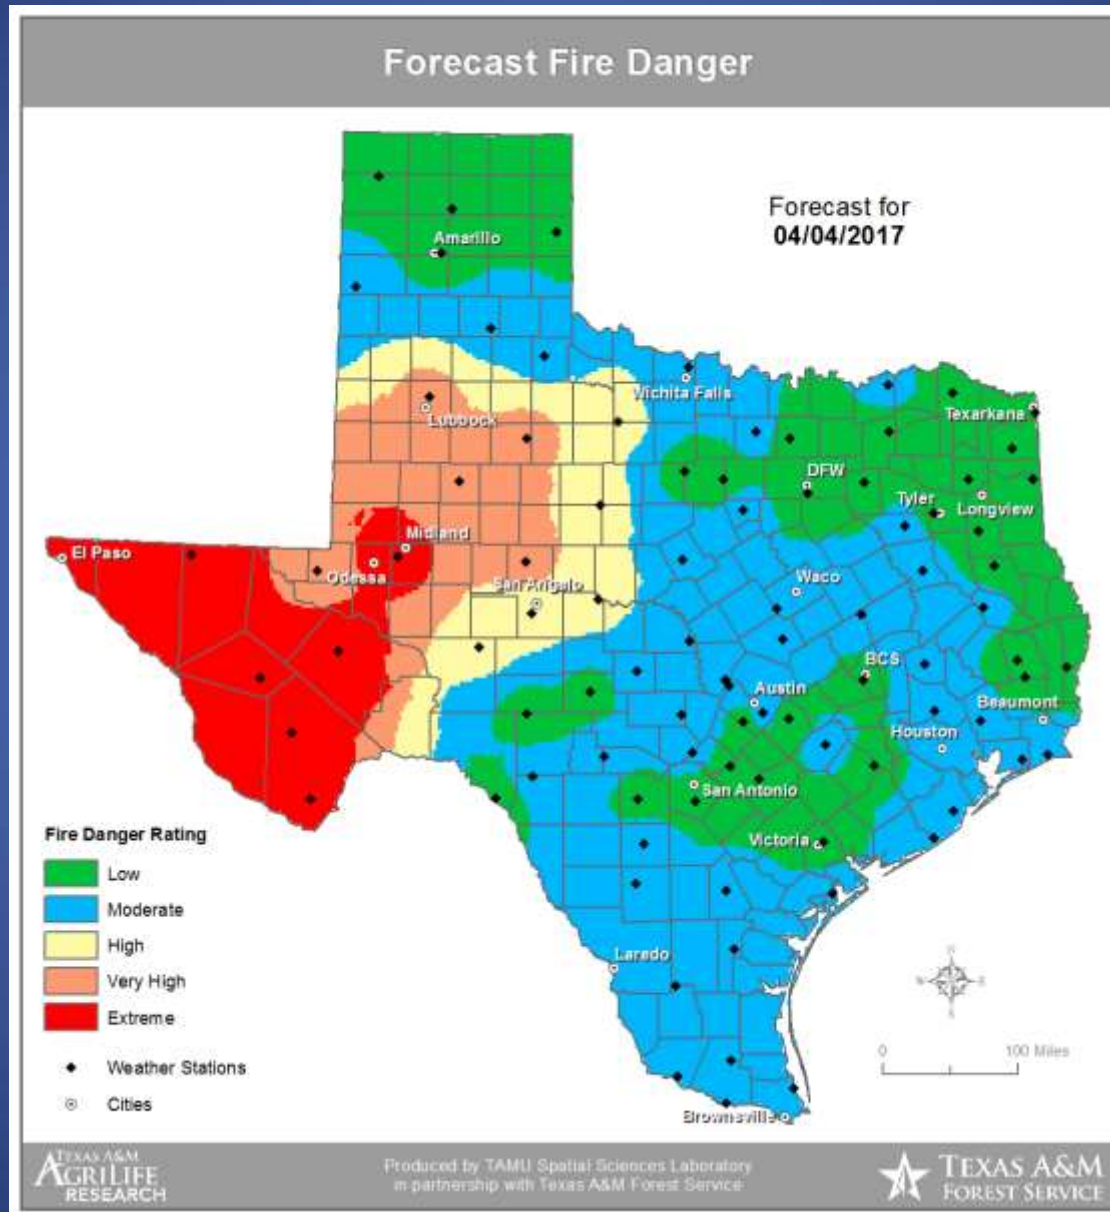 Forecast Fire Danger
Forecast for
04/04/2017
Amarillo
Wichita Falls
Texarkana
Lubbock
DFW
Tyler
Longview
Midland
El Paso
Odessa
San Angelo
Waco
BCS
Austin
Beaumont
Houston
San Antonio
Victoria
Fire Danger Rating
Low
Moderate
High
Very High
Extreme
Weather Stations
Cities
Laredo
Brownsville
N
W
E
S
0
100 Miles
TEXAS A&M
AGRILIFE
RESEARCH
Produced by TAMU Spatial Sciences Laboratory
in partnership with Texas A&M Forest Service
TEXAS A&M
FOREST SERVICE